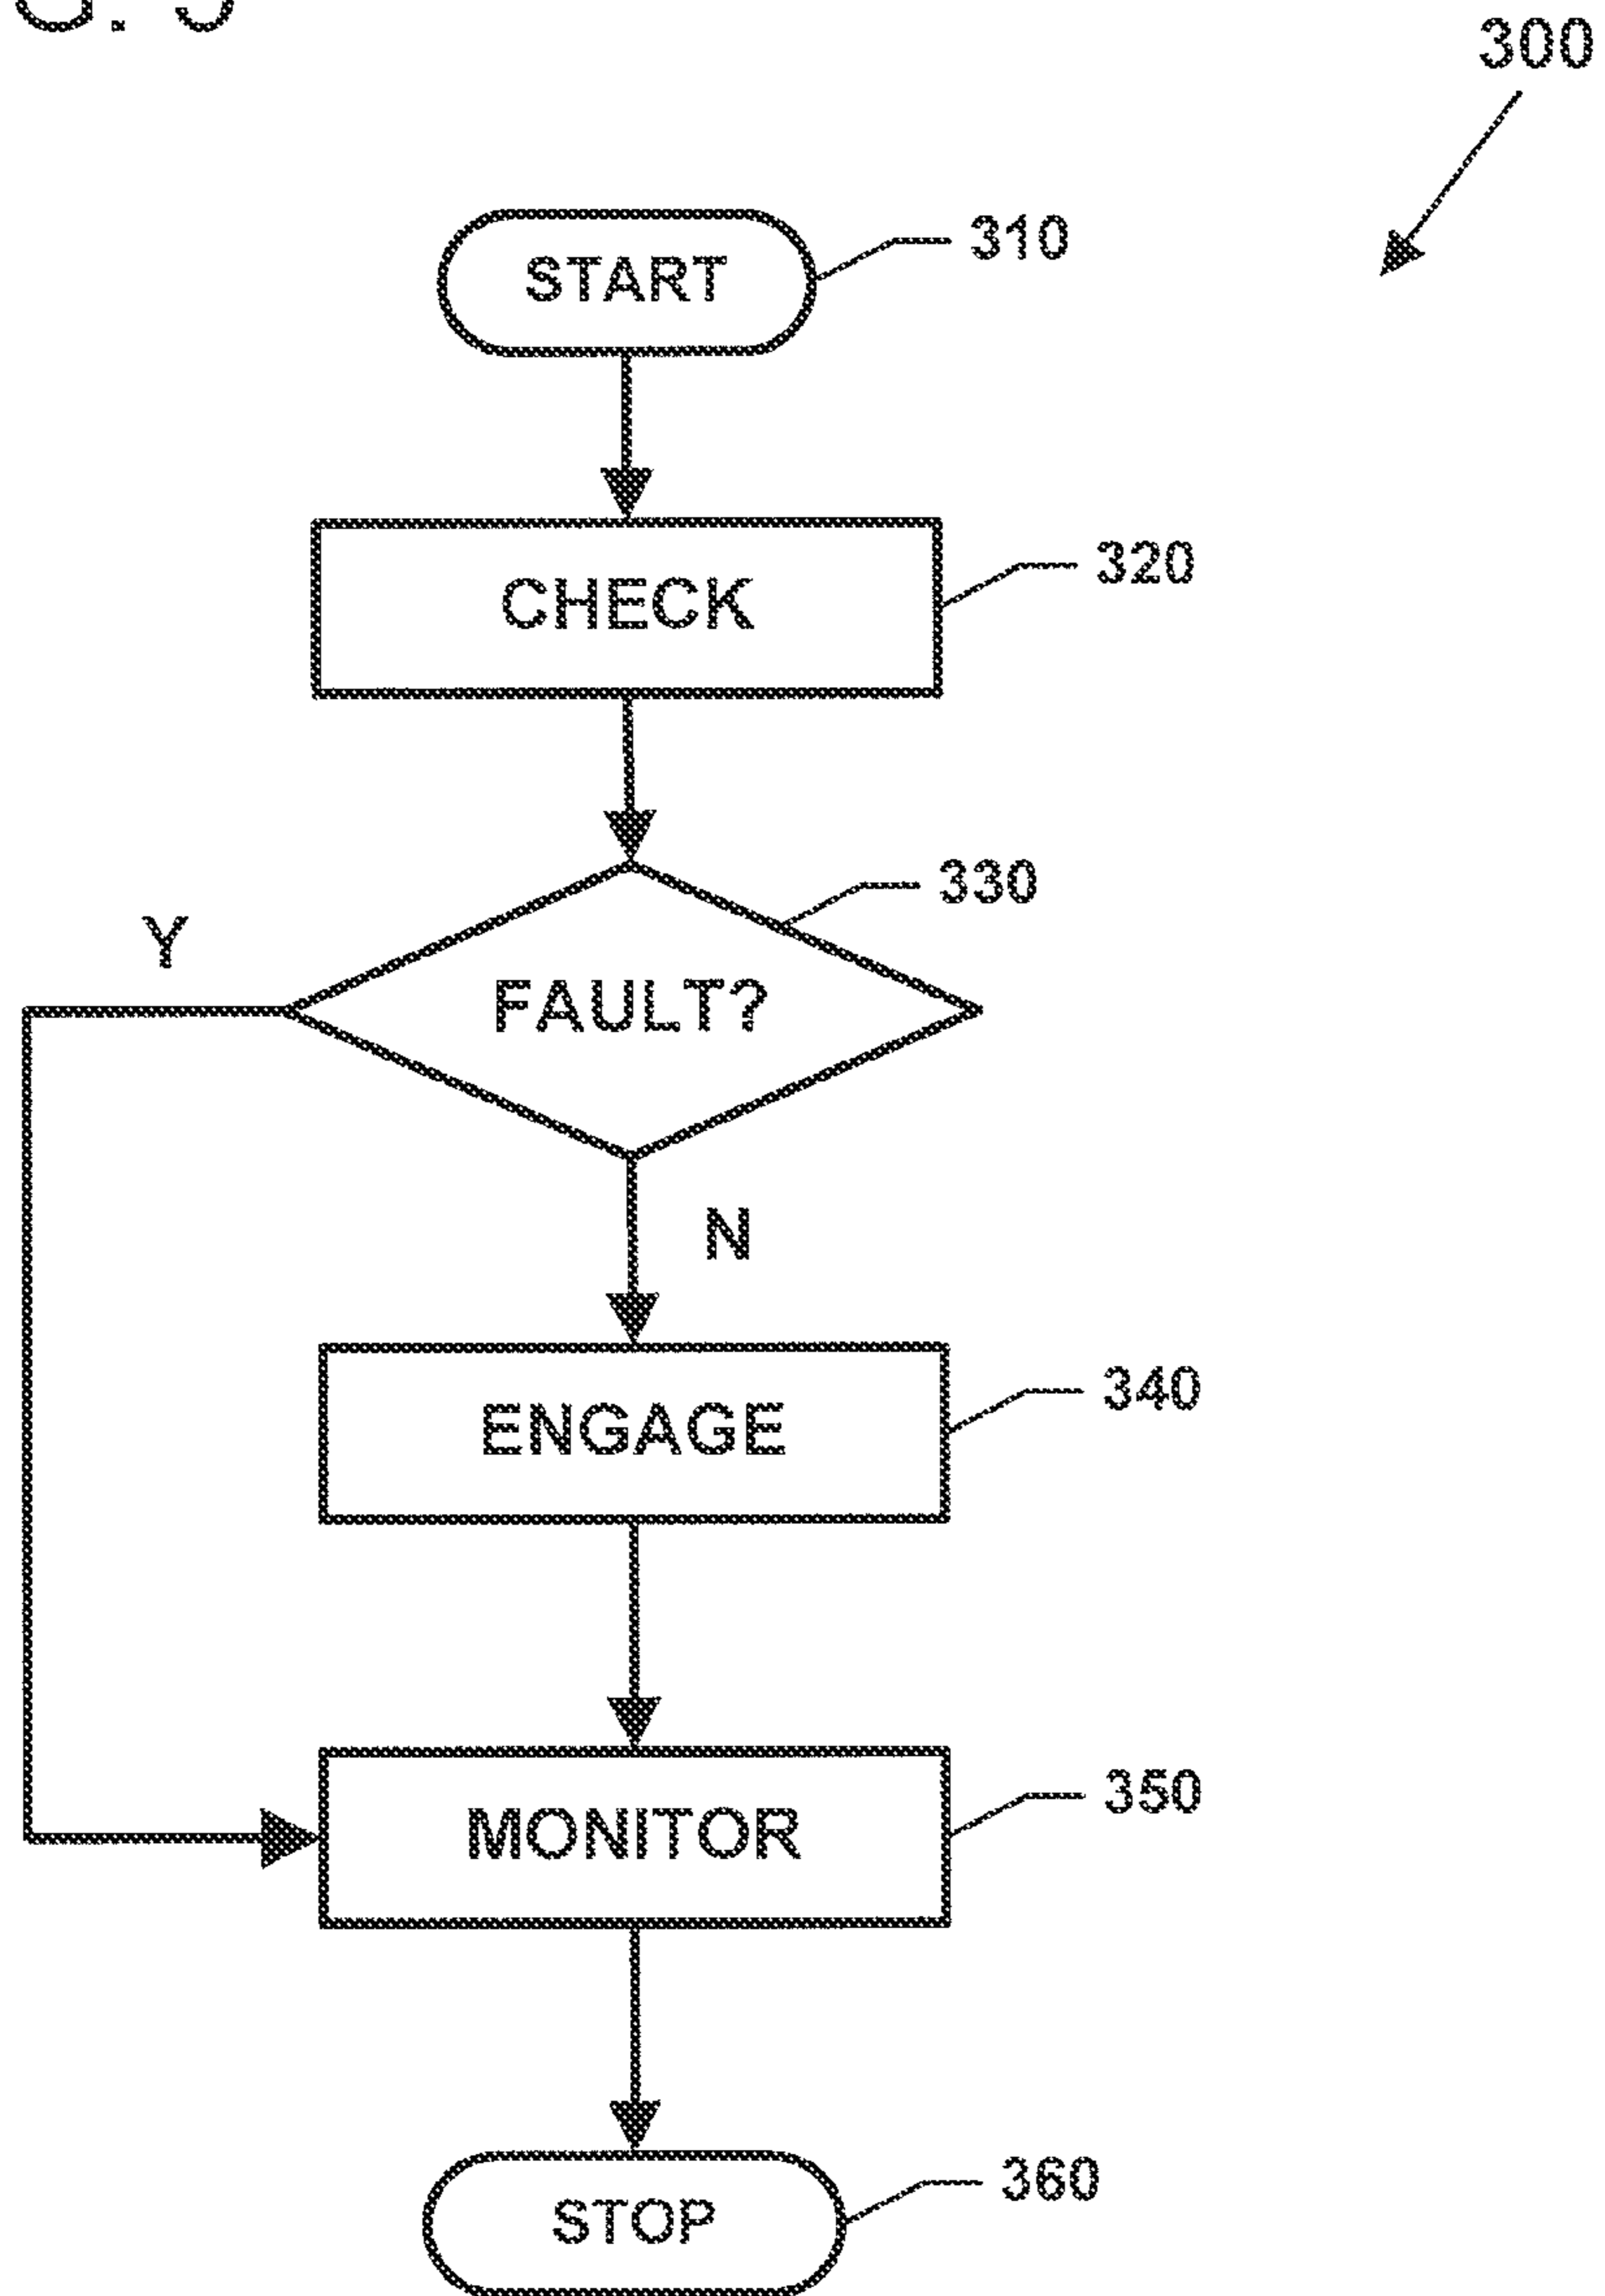 300
START
310
CHECK
320
330
Y
FAULT?
N
ENGAGE
340
MONITOR
350
STOP
360